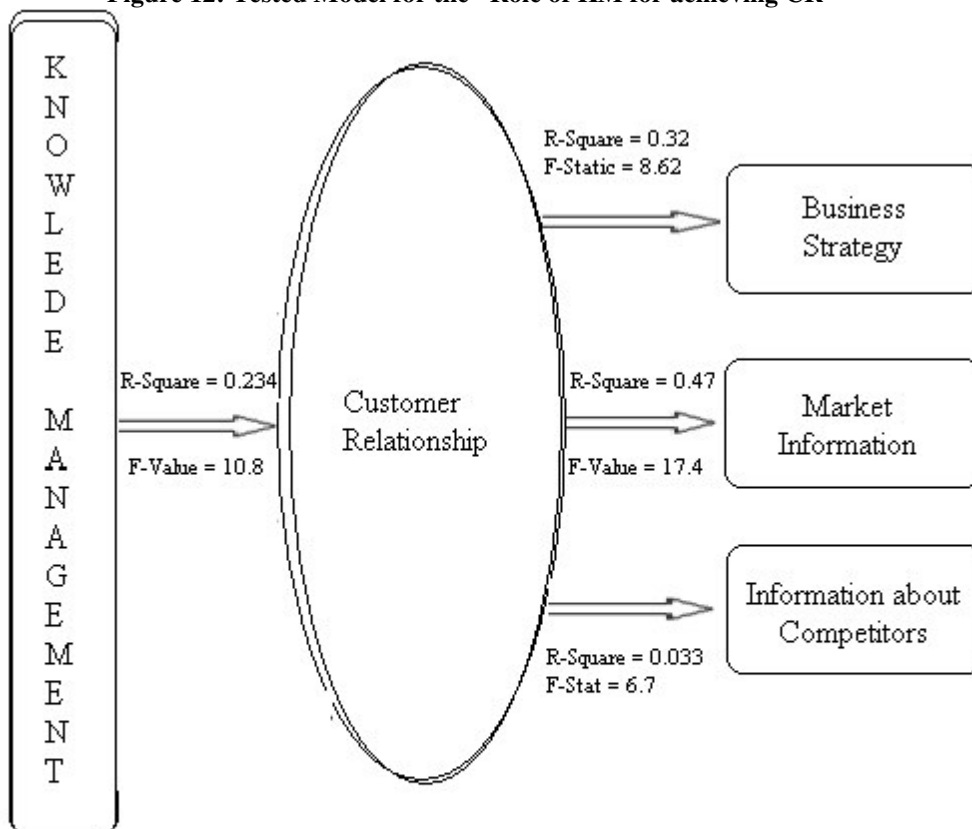 Figure 12: Tested Model for the "Role of KM for achieving CR"
K
N
O
W
L
E
D
E
M
A
N
A
G
E
M
E
N
T
R-Square = 0.234
F-Value = 10.8
Customer
Relationship
R-Square = 0.32
F-Static = 8.62
Business
Strategy
R-Square = 0.47
F-Value = 17.4
Market
Information
R-Square = 0.033
F-Stat = 6.7
Information about
Competitors